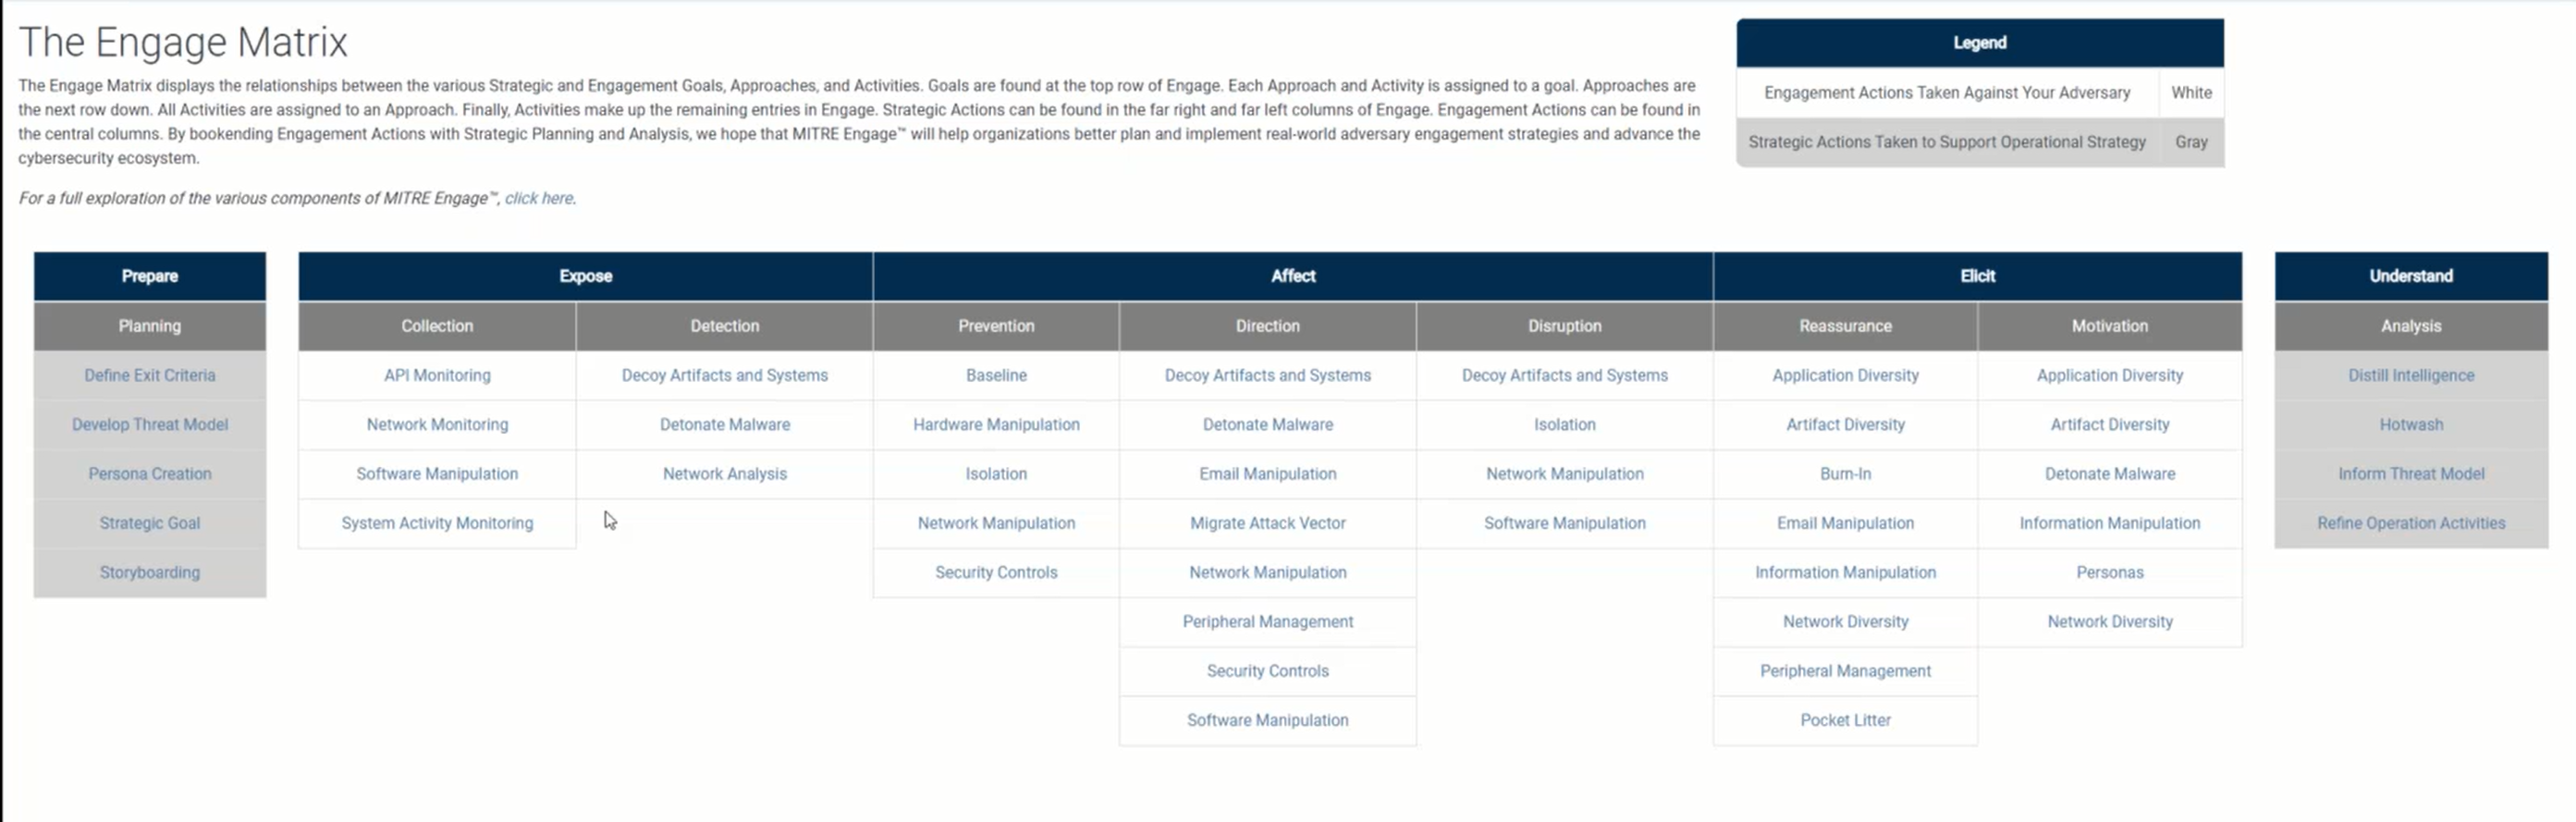 The Engage Matrix
The Engage Matrix displays the relationships between the various Strategic and Engagement Goals, Approaches, and Activities. Goals are found at the top row of Engage. Each Approach and Activity is assigned to a goal. Approaches are
the next row down. All Activities are assigned to an Approach. Finally, Activities make up the remaining entries in Engage. Strategic Actions can be found in the far right and far left columns of Engage. Engagement Actions can be found in
the central columns. By bookending Engagement Actions with Strategic Planning and Analysis, we hope that MITRE Engage™ will help organizations better plan and implement real-world adversary engagement strategies and advance the
cybersecurity ecosystem.
For a full exploration of the various components of MITRE Engage™, click here.
Legend
Engagement Actions Taken Against Your Adversary White
Strategic Actions Taken to Support Operational Strategy Gray
Prepare Expose Affect Elicit Understand
Planning Collection Detection Prevention Direction Disruption Reassurance Motivation Analysis
Define Exit Criteria API Monitoring Decoy Artifacts and Systems Baseline Decoy Artifacts and Systems Decoy Artifacts and Systems Application Diversity Application Diversity Distill Intelligence
Develop Threat Model Network Monitoring Detonate Malware Hardware Manipulation Detonate Malware Isolation Artifact Diversity Artifact Diversity Hotwash
Persona Creation Software Manipulation Network Analysis Isolation Email Manipulation Network Manipulation Burn-In Detonate Malware Inform Threat Model
Strategic Goal System Activity Monitoring Network Manipulation Migrate Attack Vector Software Manipulation Email Manipulation Information Manipulation Refine Operation Activities
Storyboarding Security Controls Network Manipulation Information Manipulation Personas
Peripheral Management Network Diversity Network Diversity
Security Controls Peripheral Management
Software Manipulation Pocket Litter